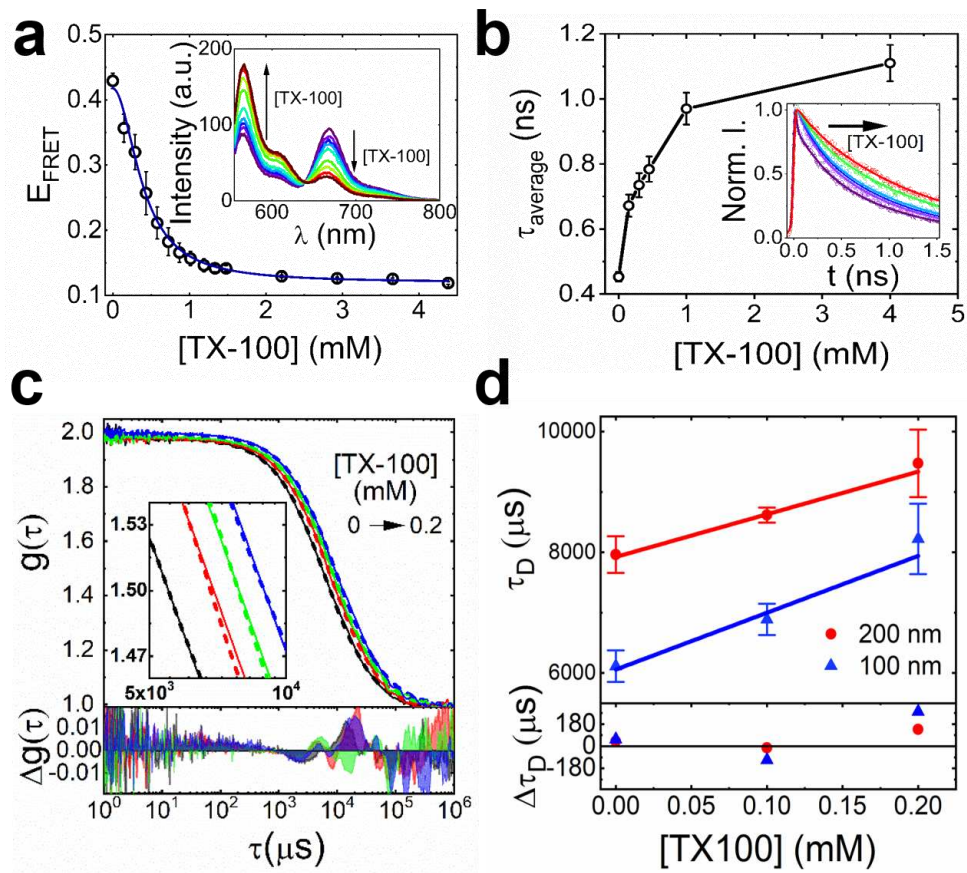 a
0.5
0.4
0.3
0.2
0.1
E_FRET
0 1 2 3 4
[TX-100] (mM)
200
100
0
Intensity (a.u.)
600 700 800
λ (nm)
[TX-100]
[TX-100]
b
1.2
1.0
0.8
0.6
0.4
τ_average (ns)
0 1 2 3 4 5
[TX-100] (mM)
1.0
0.5
0.0
Norm. I.
[TX-100]
0.0 0.5 1.0 1.5
t (ns)
c
2.0
1.8
1.6
1.4
1.2
1.0
g(τ)
[TX-100]
(mM)
0 → 0.2
1.53
1.50
1.47
5x10³ 10⁴
0.01
0.00
-0.01
Δg(τ)
10⁰ 10¹ 10² 10³ 10⁴ 10⁵ 10⁶
τ(μs)
d
10000
8000
6000
τ_D (μs)
200 nm
100 nm
180
0
-180
Δτ_D (μs)
0.00 0.05 0.10 0.15 0.20
[TX100] (mM)